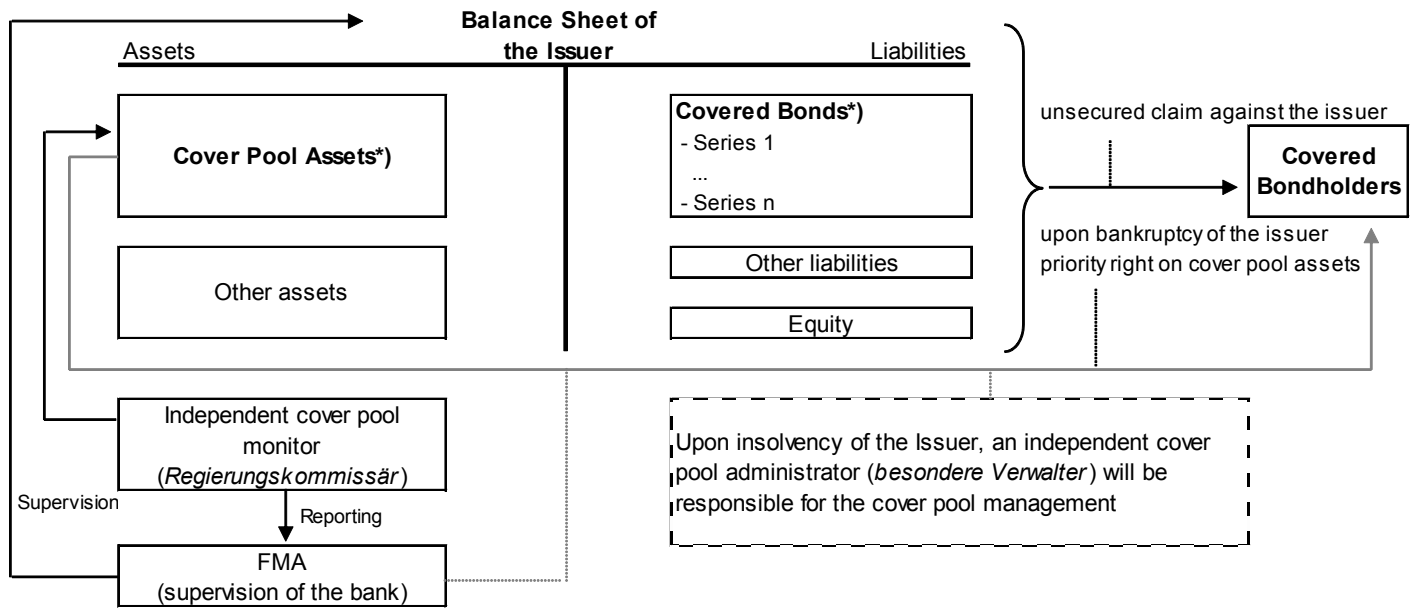 Balance Sheet of
the Issuer
Assets
Liabilities
Cover Pool Assets*)
Other assets
Covered Bonds*)
- Series 1
...
- Series n
Other liabilities
Equity
unsecured claim against the issuer
Covered
Bondholders
upon bankruptcy of the issuer
priority right on cover pool assets
Independent cover pool
monitor
(Regierungskommissär)
Supervision
Reporting
FMA
(supervision of the bank)
Upon insolvency of the Issuer, an independent cover
pool administrator (besondere Verwalter) will be
responsible for the cover pool management